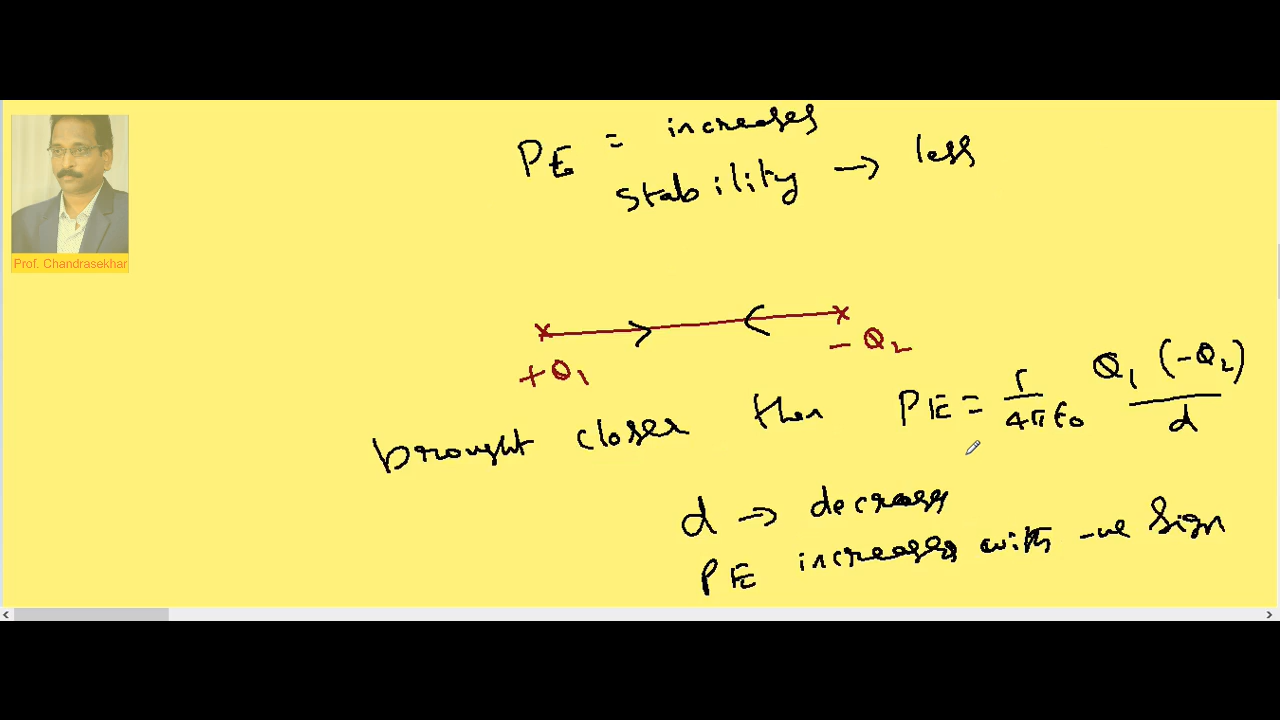 PE = increases
stability → less
Prof. Chandrasekhar
+Q1
- Q2
brought closer then PE = 1/4πε0 Q1 (-Q2)/d
d → decreases
PE increases with -ve Sign